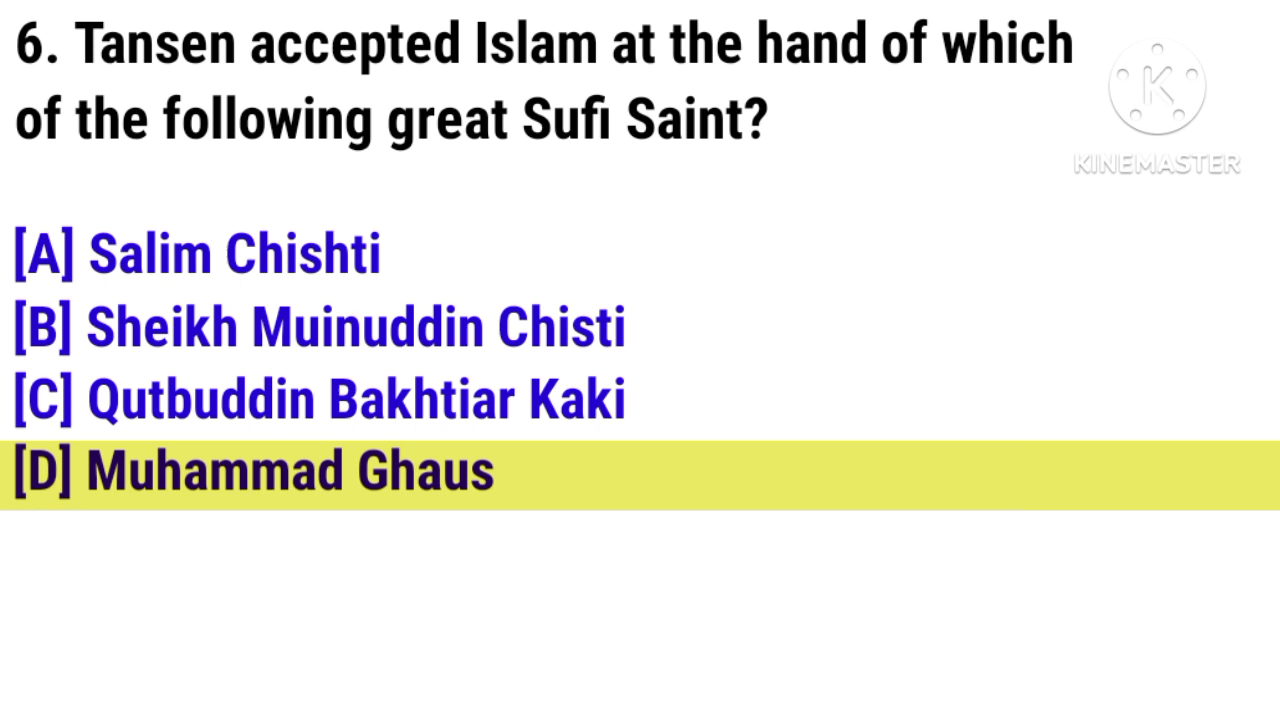 6. Tansen accepted Islam at the hand of which
of the following great Sufi Saint?
K
KINEMASTER
[A] Salim Chishti
[B] Sheikh Muinuddin Chisti
[C] Qutbuddin Bakhtiar Kaki
[D] Muhammad Ghaus